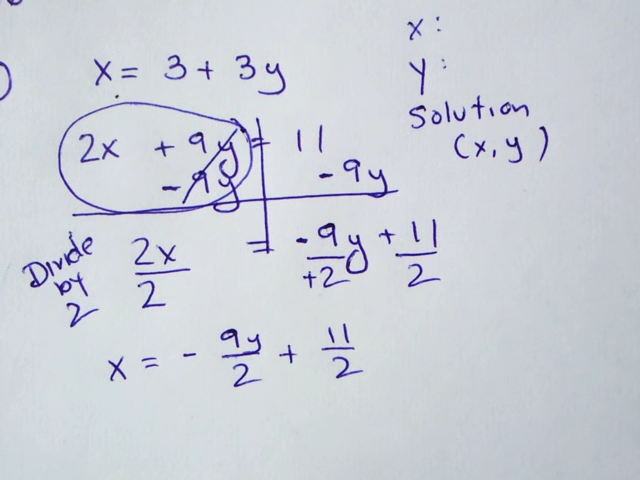 x = 3 + 3y
2x + 9y = 11
- 9y - 9y
Divide by 2
2x/2 = -9y/+2 + 11/2
x = - 9y/2 + 11/2
x:
y:
Solution
(x, y)